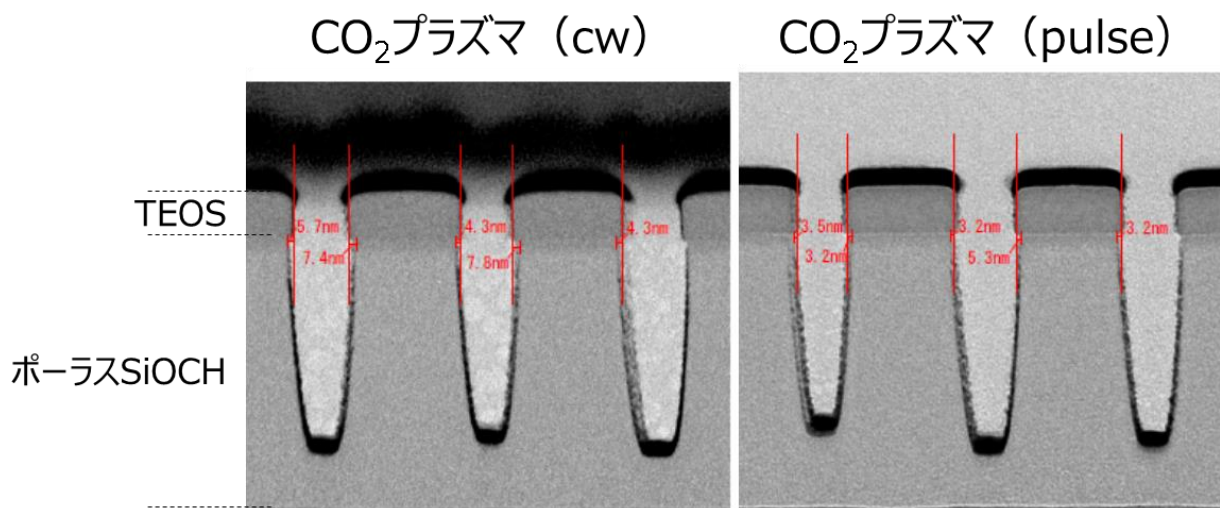 CO₂プラズマ（cw）
CO₂プラズマ（pulse）
TEOS
ポーラスSiOCH
5.7nm
7.4nm
4.3nm
7.8nm
4.3nm
3.5nm
3.2nm
3.2nm
5.3nm
3.2nm